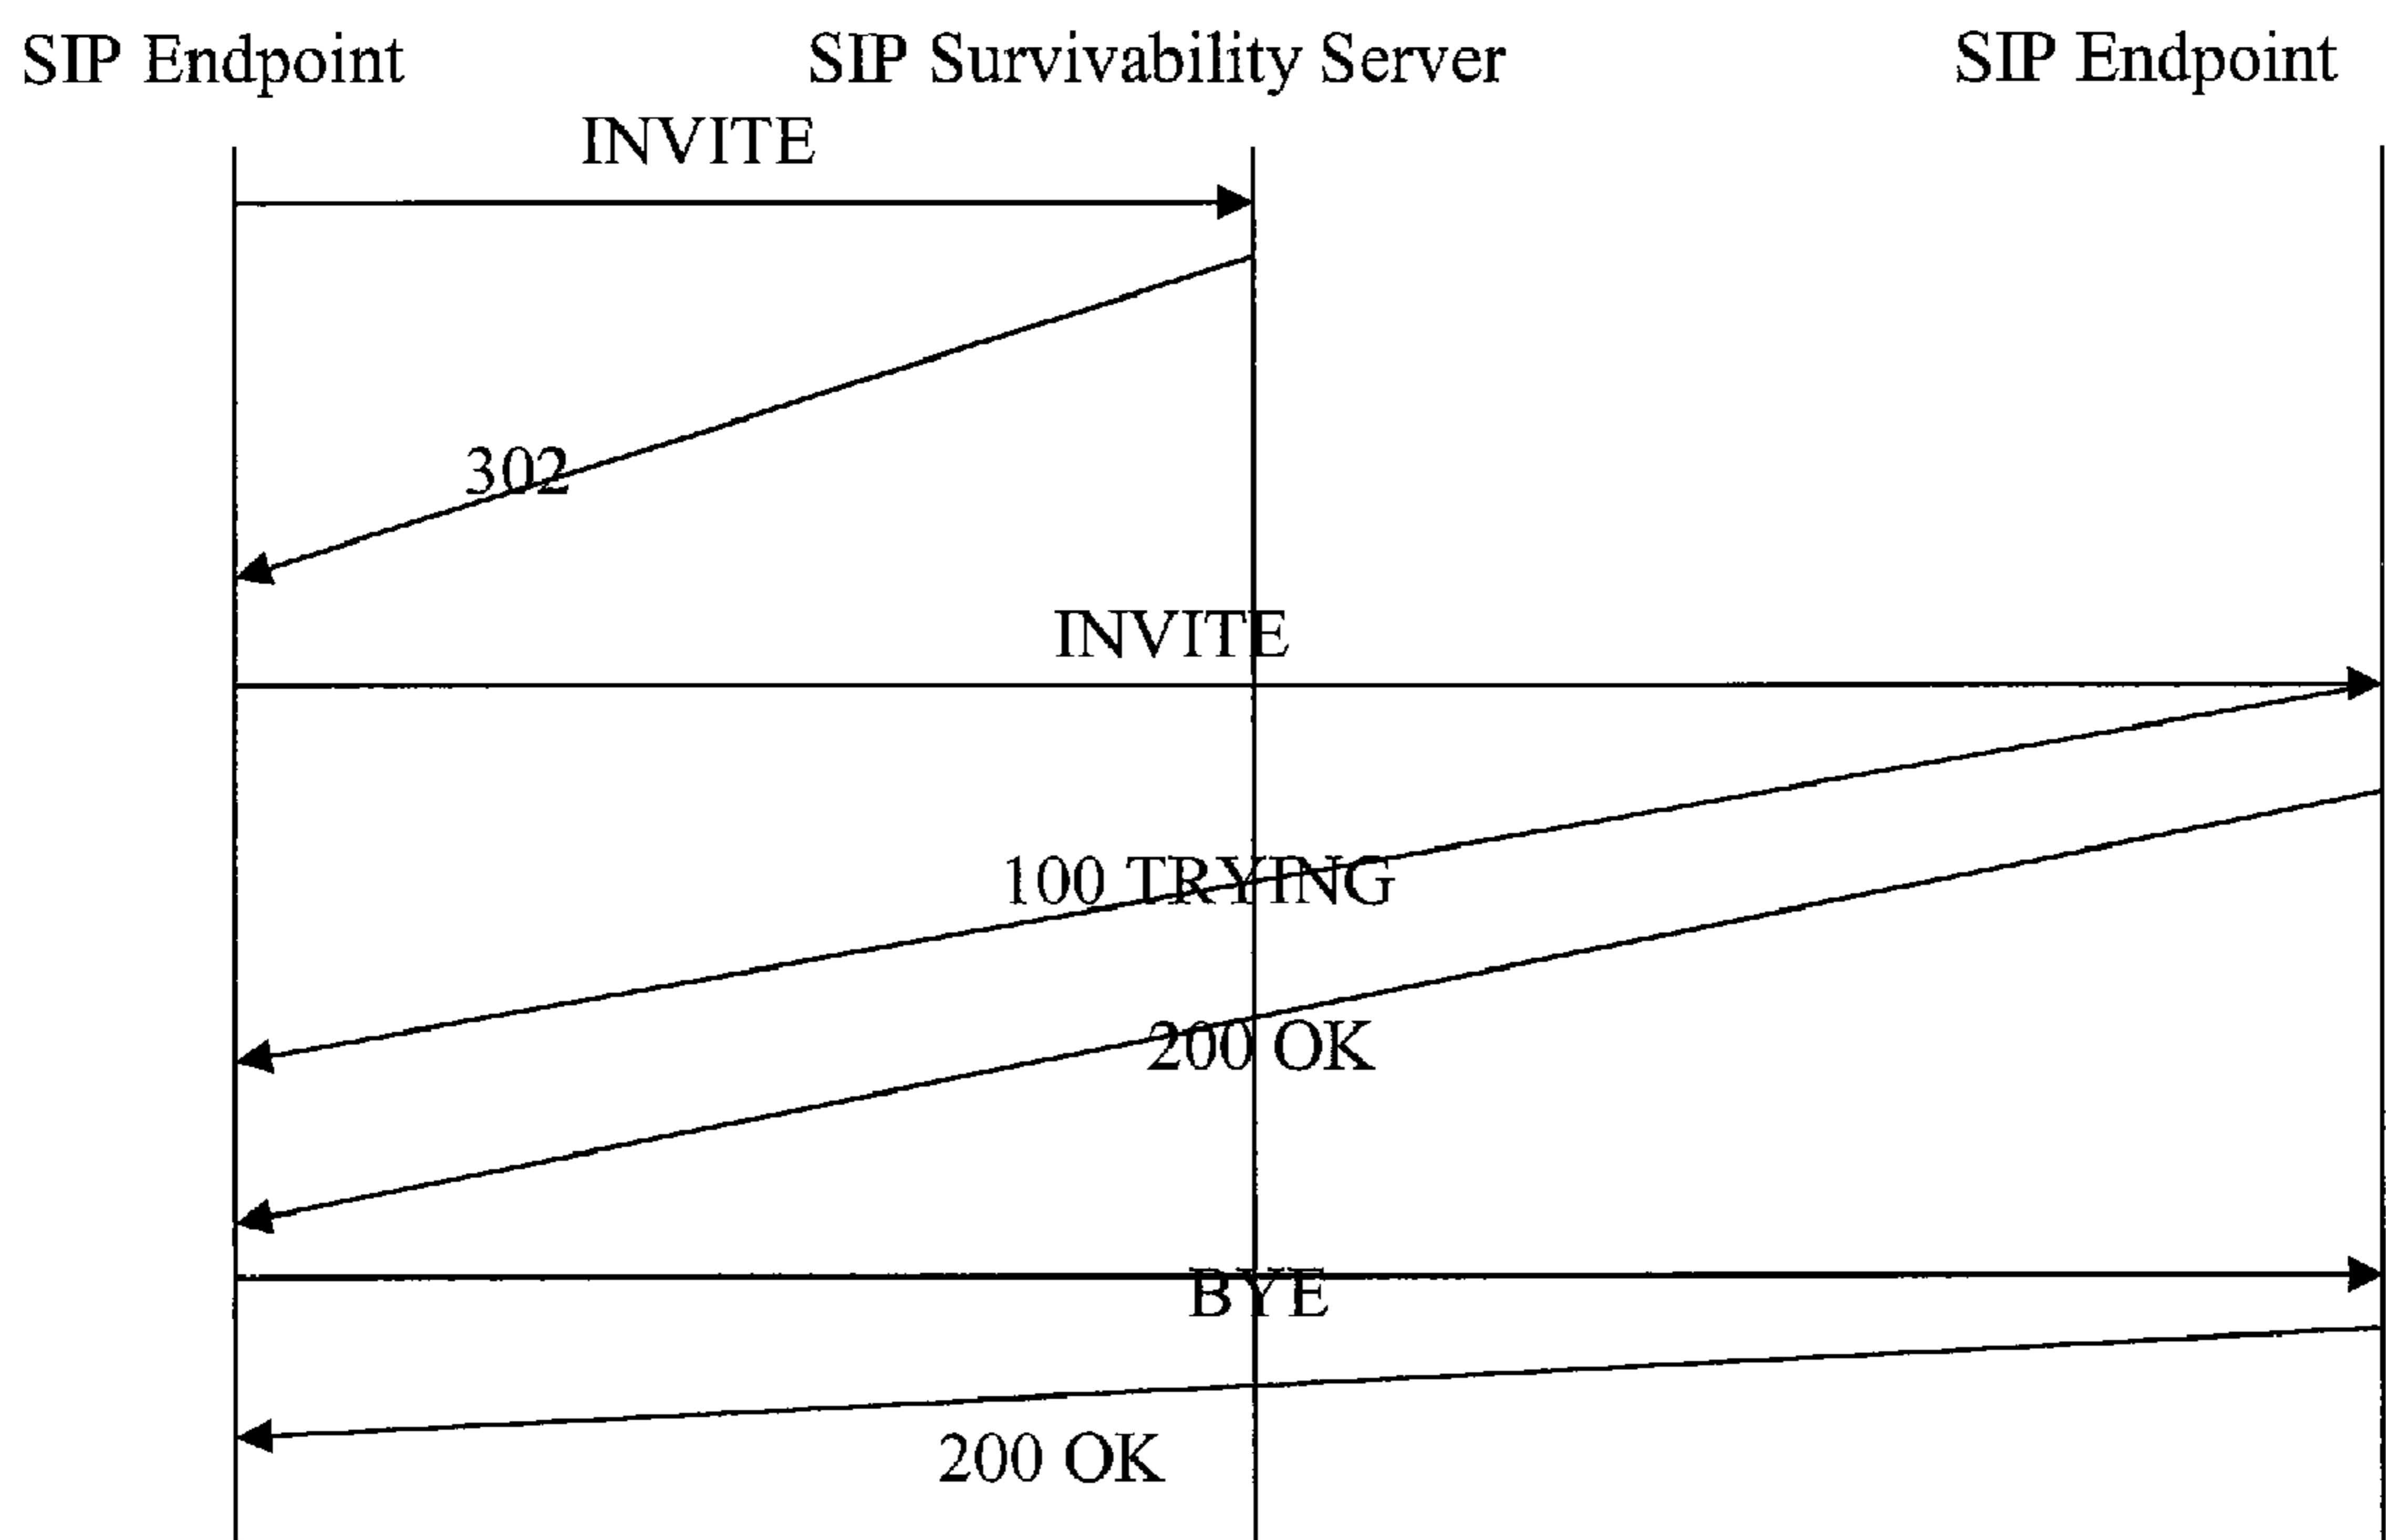 SIP Endpoint
SIP Survivability Server
SIP Endpoint
INVITE
302
INVITE
100 TRYING
200 OK
BYE
200 OK